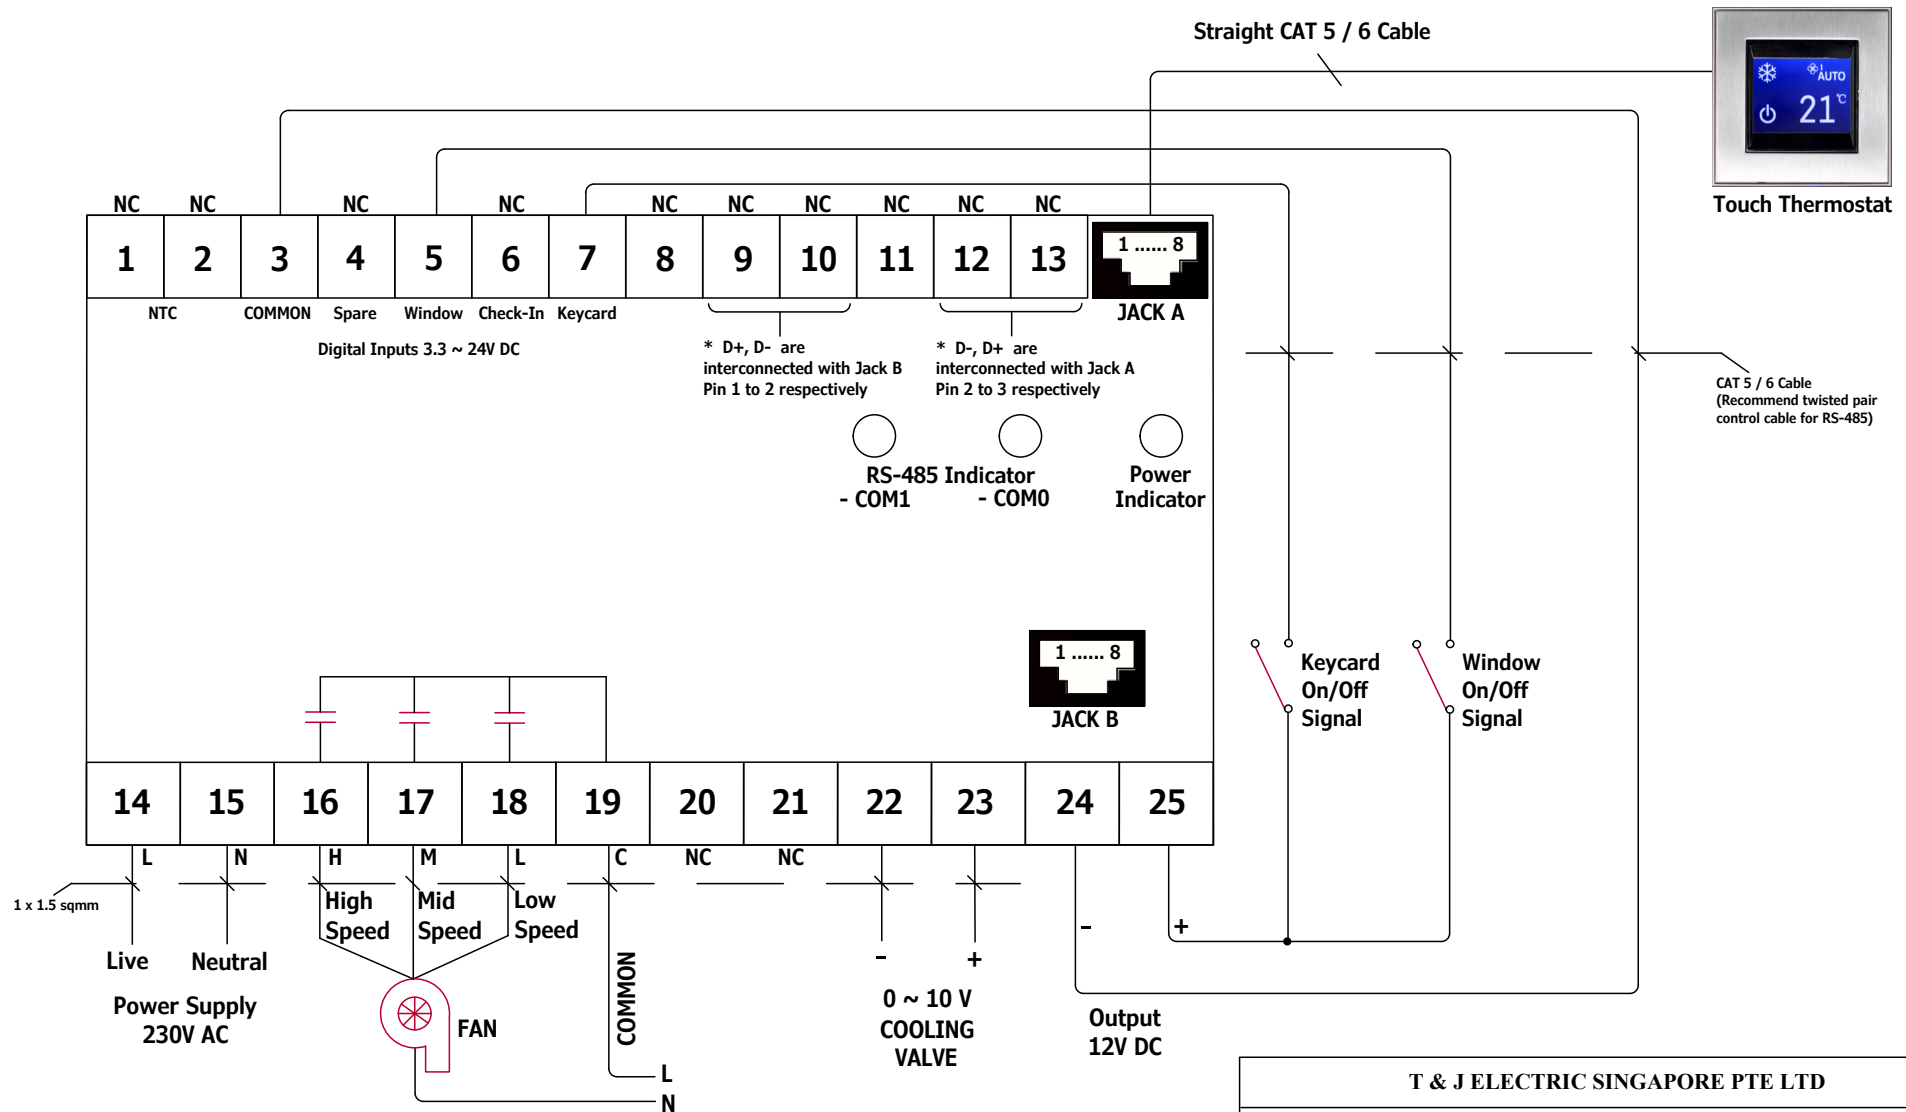 Straight CAT 5 / 6 Cable
AUTO
1
21 °C
Touch Thermostat
NC NC NC NC NC NC NC NC NC NC
1 2 3 4 5 6 7 8 9 10 11 12 13
1 ...... 8
JACK A
NTC COMMON Spare Window Check-In Keycard
Digital Inputs 3.3 ~ 24V DC
* D+, D- are
interconnected with Jack B
Pin 1 to 2 respectively
* D-, D+ are
interconnected with Jack A
Pin 2 to 3 respectively
CAT 5 / 6 Cable
(Recommend twisted pair
control cable for RS-485)
RS-485 Indicator
- COM1 - COM0
Power
Indicator
1 ...... 8
JACK B
Keycard
On/Off
Signal
Window
On/Off
Signal
14 15 16 17 18 19 20 21 22 23 24 25
L N H M L C NC NC
1 x 1.5 sqmm
High
Speed
Mid
Speed
Low
Speed
- +
Live Neutral
Power Supply
230V AC
FAN
COMMON
- +
0 ~ 10 V
COOLING
VALVE
Output
12V DC
L
N
T & J ELECTRIC SINGAPORE PTE LTD